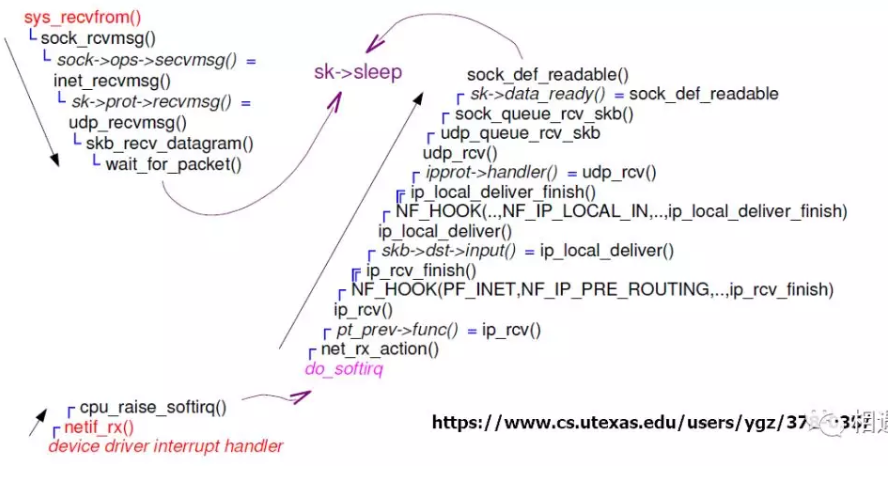 sys_recvfrom()
sock_rcvmsg()
sock->ops->secvmsg() =
inet_recvmsg()
sk->prot->recvmsg() =
udp_recvmsg()
skb_recv_datagram()
wait_for_packet()
sk->sleep
sock_def_readable()
sk->data_ready() = sock_def_readable
sock_queue_rcv_skb()
udp_queue_rcv_skb
udp_rcv()
ipprot->handler() = udp_rcv()
ip_local_deliver_finish()
NF_HOOK(..,NF_IP_LOCAL_IN,..,ip_local_deliver_finish)
ip_local_deliver()
skb->dst->input() = ip_local_deliver()
ip_rcv_finish()
NF_HOOK(PF_INET,NF_IP_PRE_ROUTING,..,ip_rcv_finish)
ip_rcv()
pt_prev->func() = ip_rcv()
net_rx_action()
do_softirq
cpu_raise_softirq()
netif_rx()
device driver interrupt handler
https://www.cs.utexas.edu/users/ygz/37
相遇